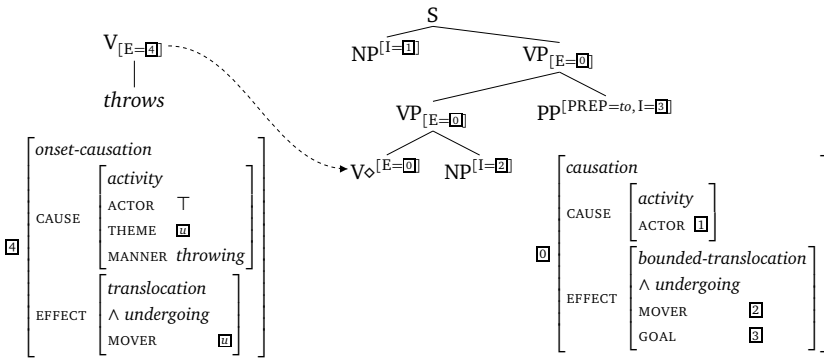 S
V[E=4]
NP[I=1]
VP[E=0]
throws
VP[E=0]
PP[PREP=to, I=3]
V⋄[E=0]
NP[I=2]
4
onset-causation
CAUSE
activity
ACTOR ⊤
THEME u
MANNER throwing
EFFECT
translocation
∧ undergoing
MOVER u
0
causation
CAUSE
activity
ACTOR 1
EFFECT
bounded-translocation
∧ undergoing
MOVER 2
GOAL 3